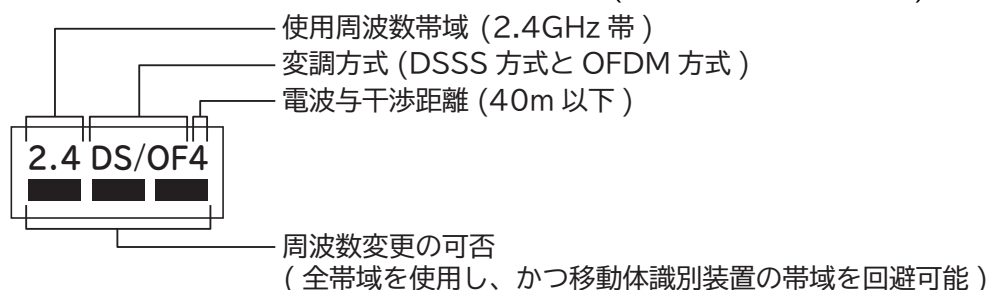 使用周波数帯域 (2.4GHz 帯 )
変調方式 (DSSS 方式と OFDM 方式 )
電波与干渉距離 (40m 以下 )
2.4 DS/OF4
周波数変更の可否
( 全帯域を使用し、かつ移動体識別装置の帯域を回避可能 )